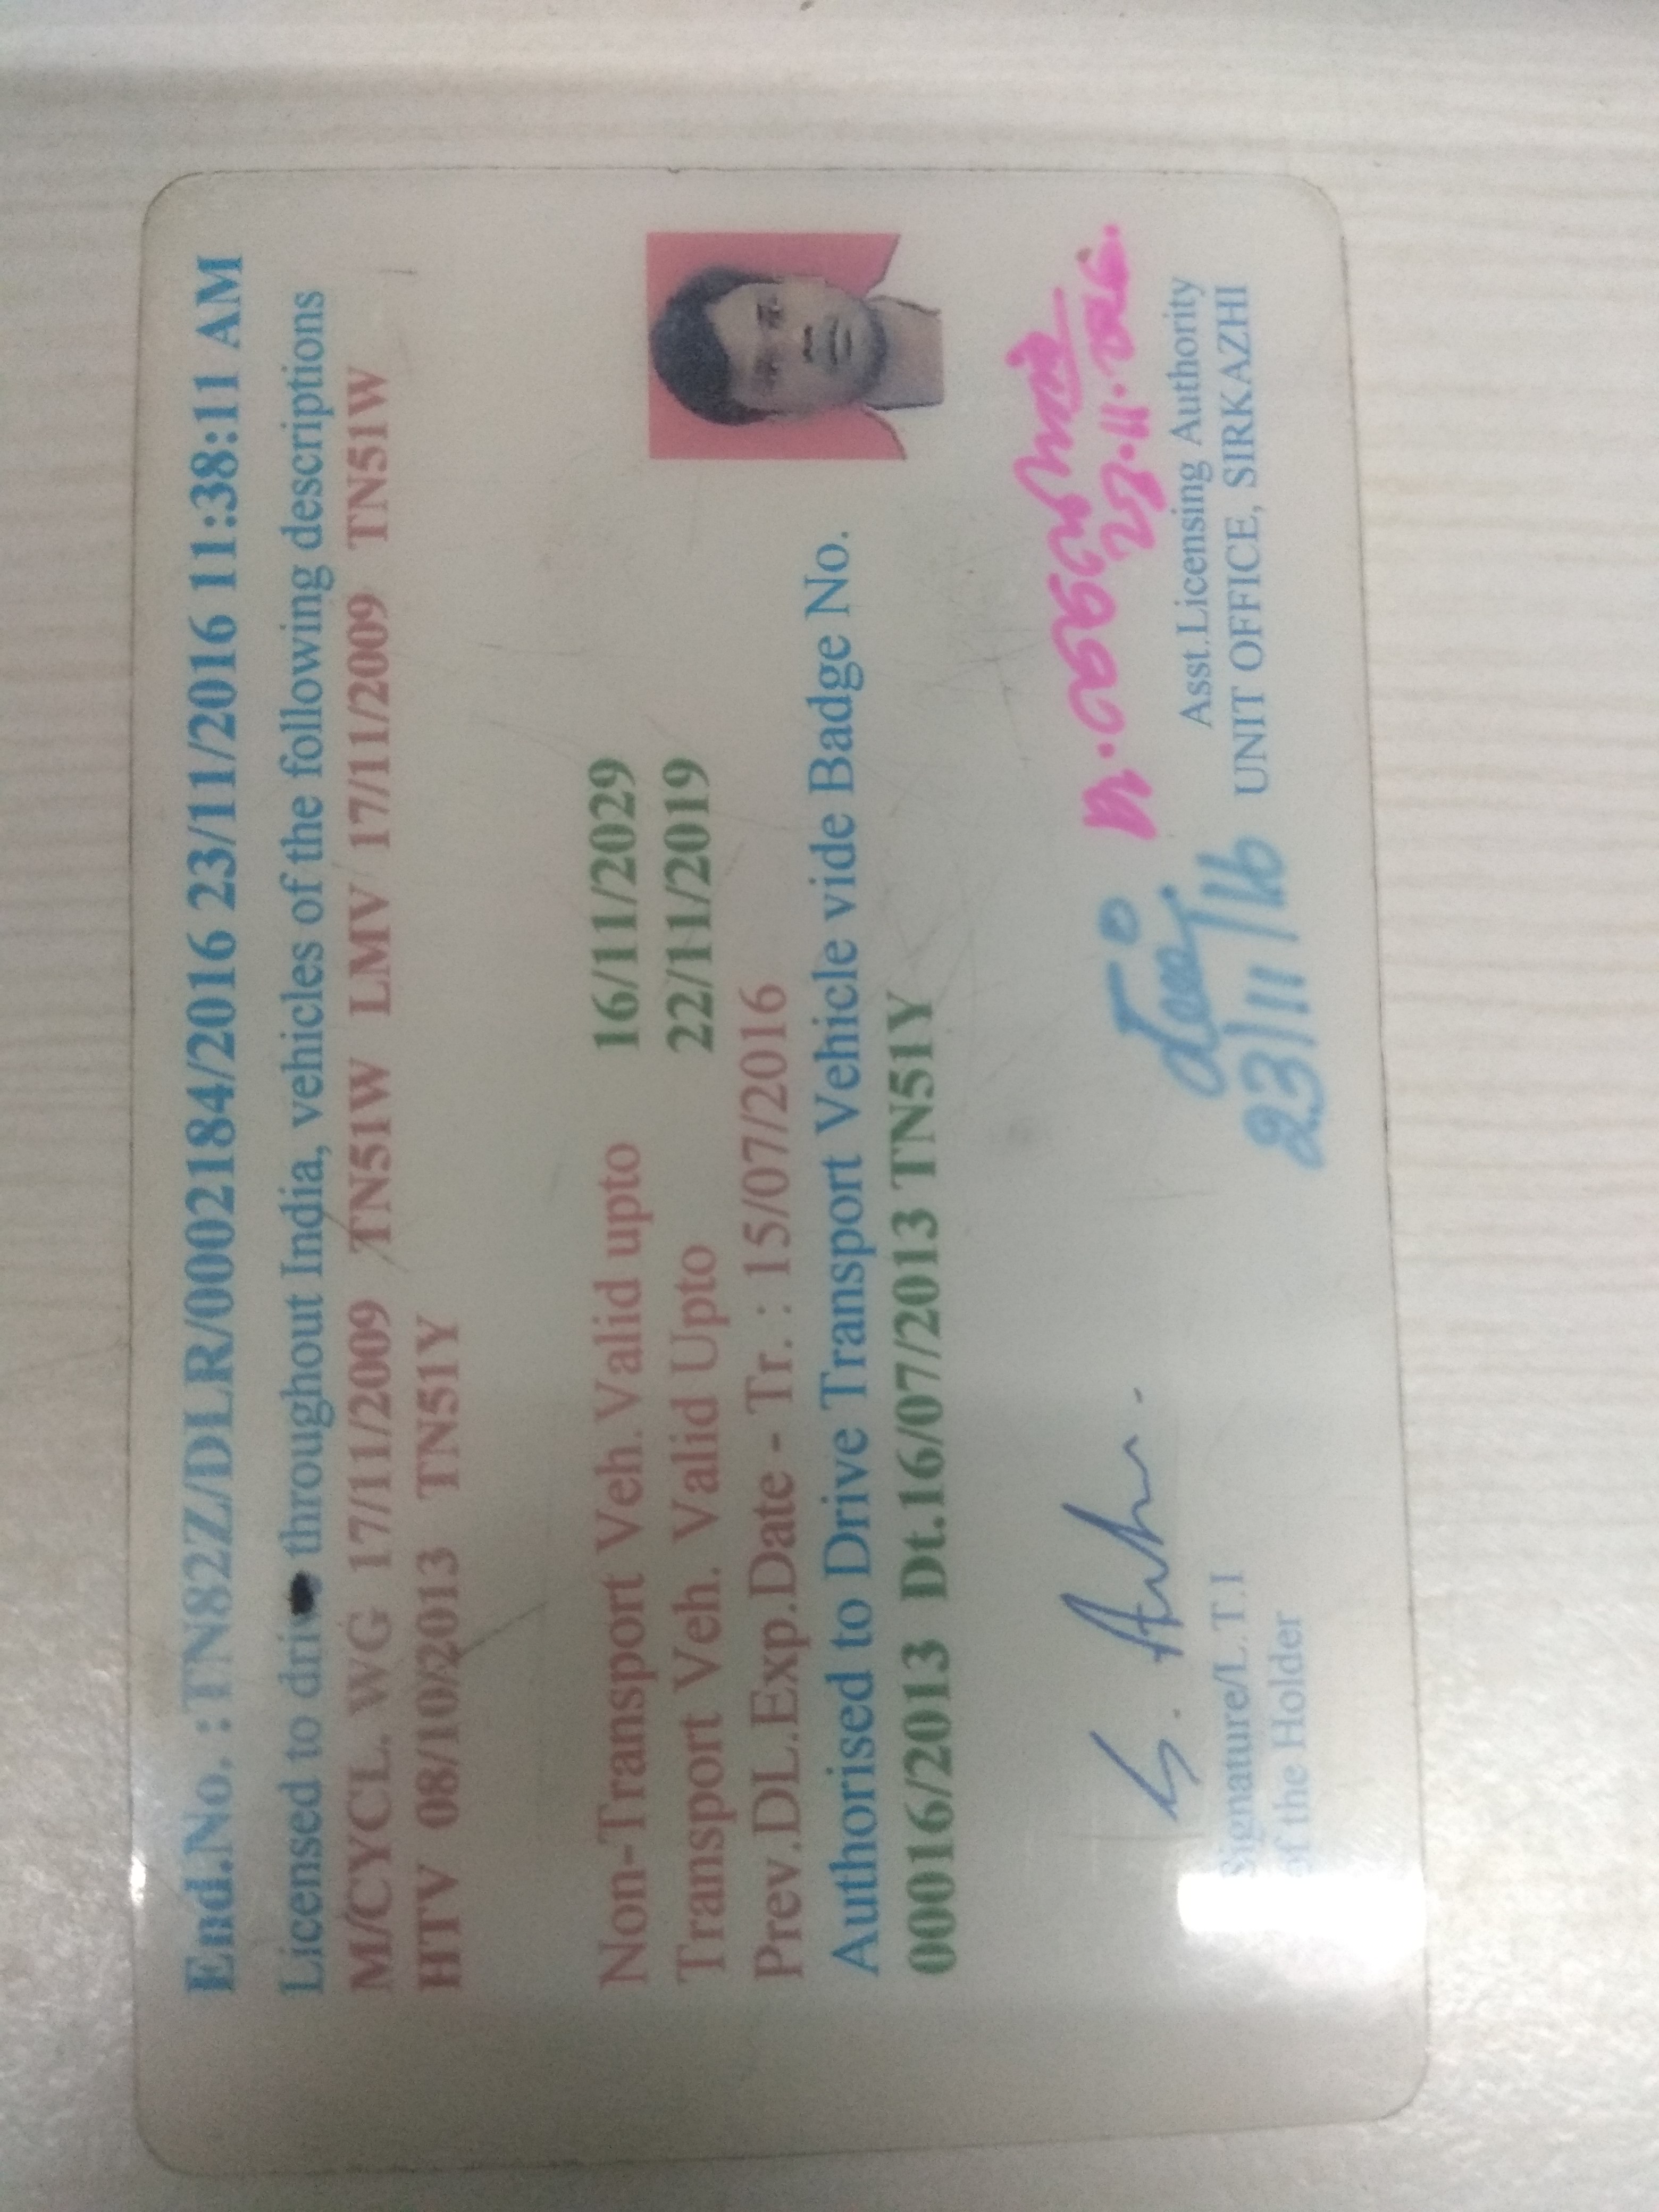 End.No. : TN82Z/DLR/0002184/2016 23/11/2016 11:38:11 AM
Licensed to drive throughout India, vehicles of the following descriptions
M/CYCL. WG 17/11/2009 TN51W LMV 17/11/2009 TN51W
HTV 08/10/2013 TN51Y
Non-Transport Veh.Valid upto 16/11/2029
Transport Veh. Valid Upto 22/11/2019
Prev.DL.Exp.Date - Tr. : 15/07/2016
Authorised to Drive Transport Vehicle vide Badge No.
00016/2013 Dt.16/07/2013 TN51Y
23/11/16
Signature/L.T.I
of the Holder
Asst.Licensing Authority
UNIT OFFICE, SIRKAZHI